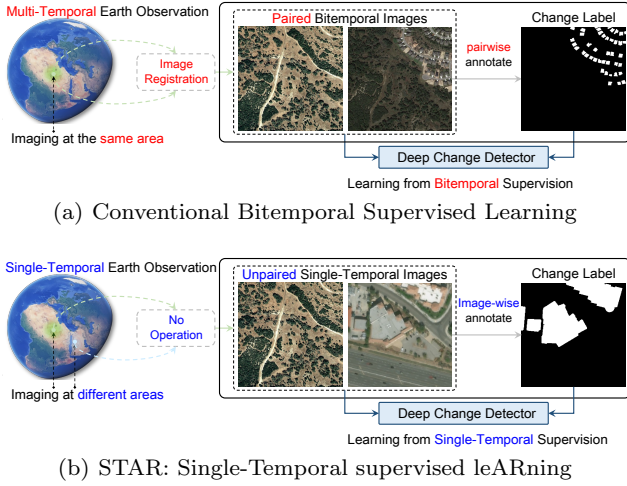 Multi-Temporal Earth Observation
Paired Bitemporal Images
Change Label
Image
Registration
pairwise
annotate
Imaging at the same area
Deep Change Detector
Learning from Bitemporal Supervision
(a) Conventional Bitemporal Supervised Learning
Single-Temporal Earth Observation
Unpaired Single-Temporal Images
Change Label
No
Operation
Image-wise
annotate
Imaging at different areas
Deep Change Detector
Learning from Single-Temporal Supervision
(b) STAR: Single-Temporal supervised leARning